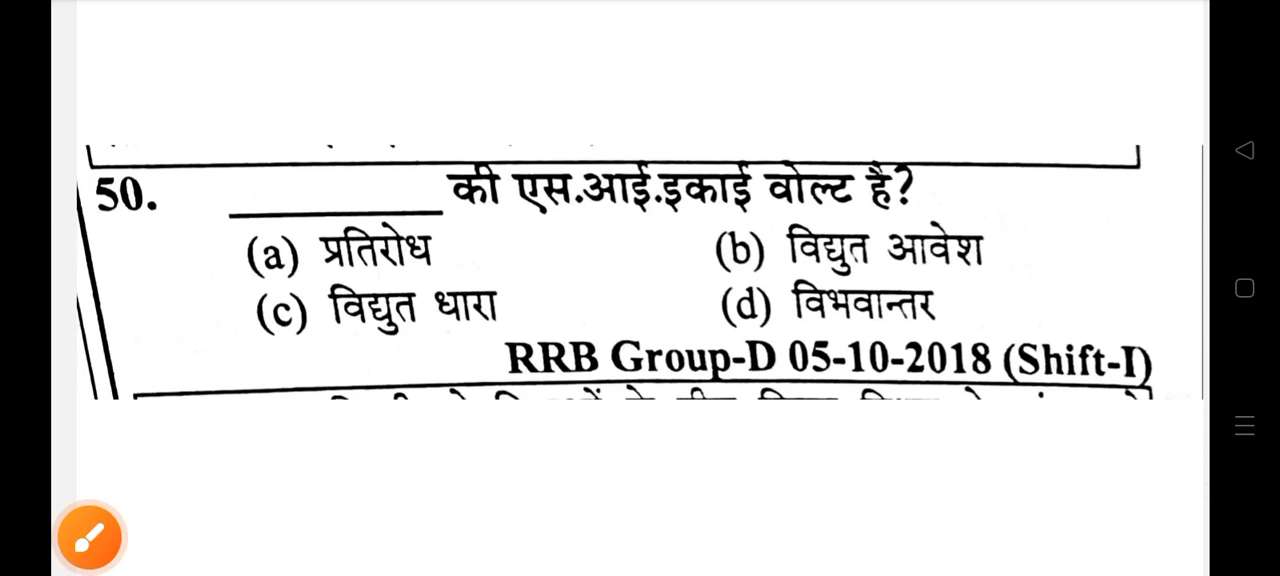 50. ________ की एस.आई.इकाई वोल्ट है?
(a) प्रतिरोध (b) विद्युत आवेश
(c) विद्युत धारा (d) विभवान्तर
RRB Group-D 05-10-2018 (Shift-I)